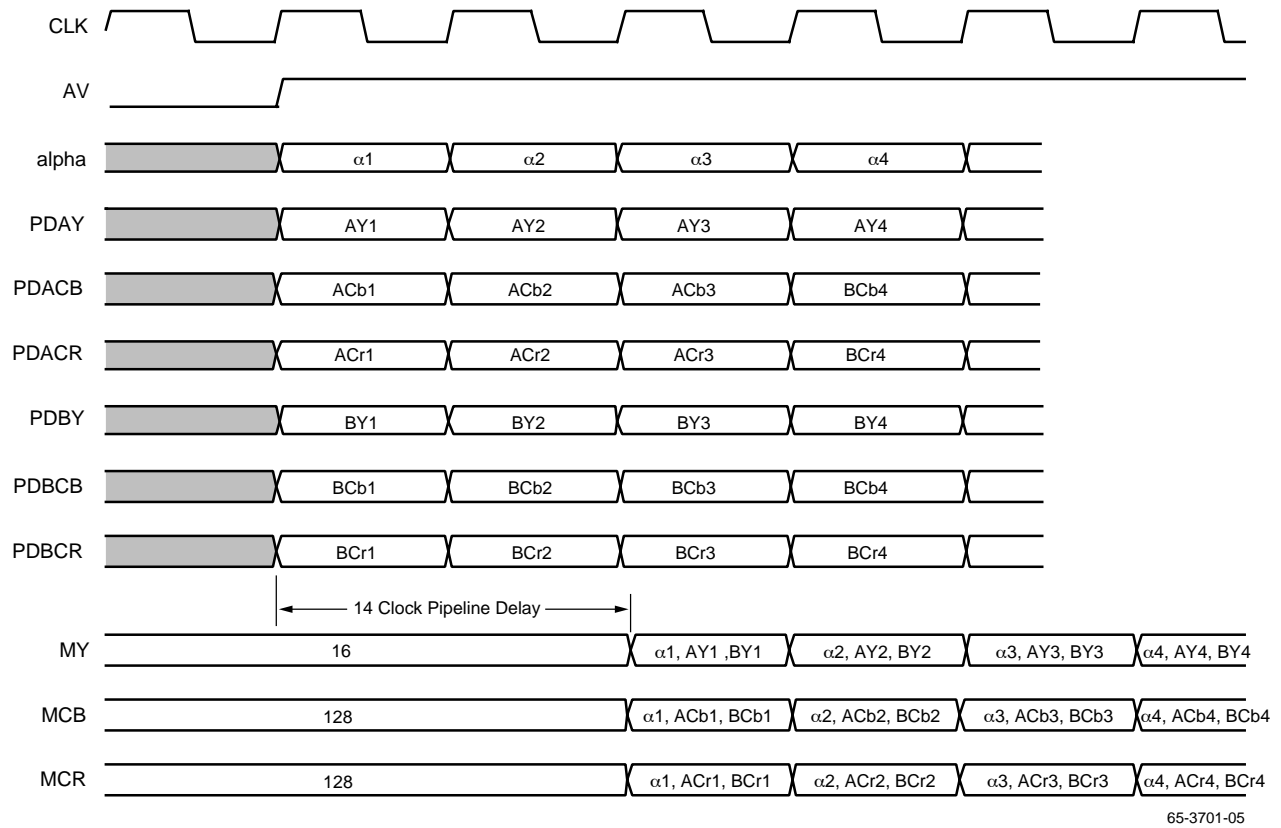 CLK
AV
alpha α1 α2 α3 α4
PDAY AY1 AY2 AY3 AY4
PDACB ACb1 ACb2 ACb3 BCb4
PDACR ACr1 ACr2 ACr3 BCr4
PDBY BY1 BY2 BY3 BY4
PDBCB BCb1 BCb2 BCb3 BCb4
PDBCR BCr1 BCr2 BCr3 BCr4
14 Clock Pipeline Delay
MY 16 α1, AY1 ,BY1 α2, AY2, BY2 α3, AY3, BY3 α4, AY4, BY4
MCB 128 α1, ACb1, BCb1 α2, ACb2, BCb2 α3, ACb3, BCb3 α4, ACb4, BCb4
MCR 128 α1, ACr1, BCr1 α2, ACr2, BCr2 α3, ACr3, BCr3 α4, ACr4, BCr4
65-3701-05